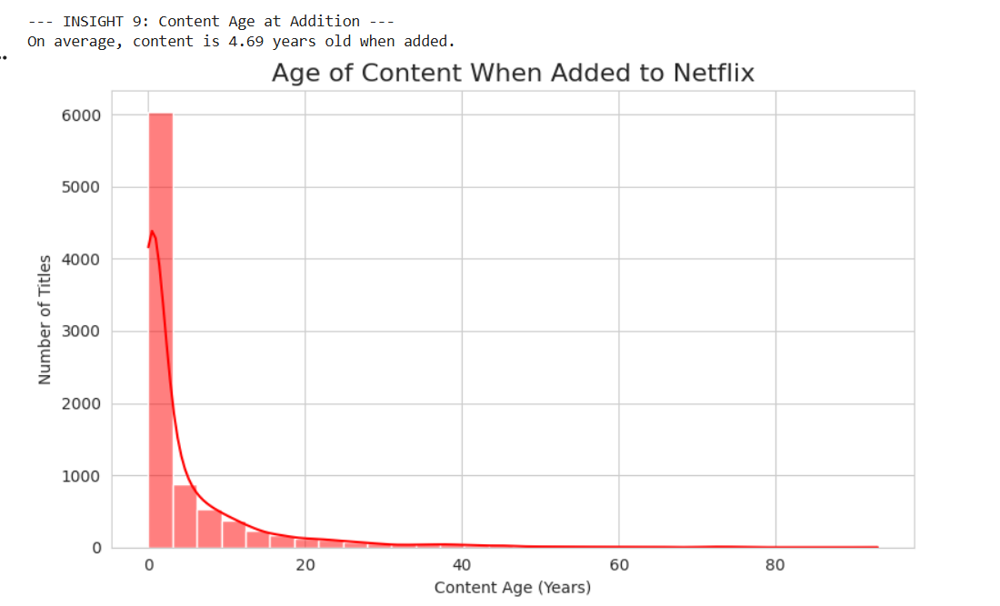 --- INSIGHT 9: Content Age at Addition ---
On average, content is 4.69 years old when added.
Age of Content When Added to Netflix
6000
5000
4000
3000
2000
1000
0
Number of Titles
0 20 40 60 80
Content Age (Years)